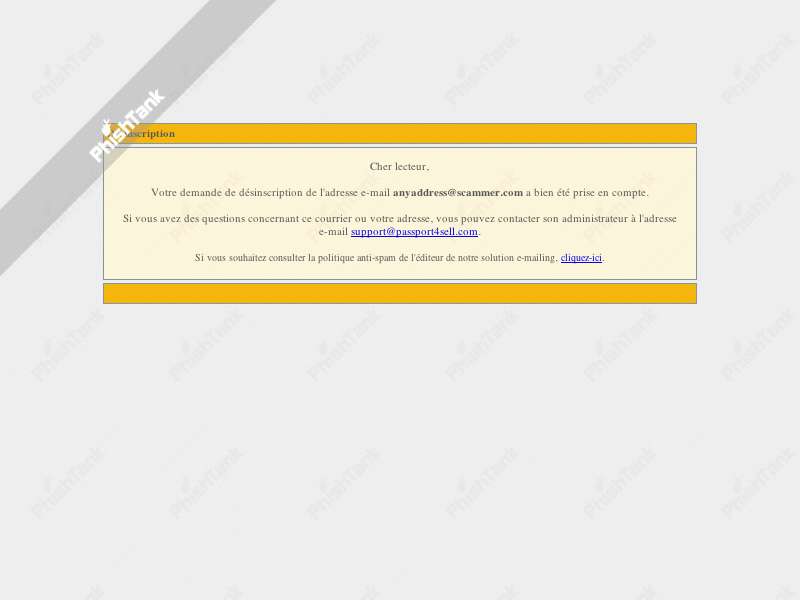 PhishTank
scription
Cher lecteur,
Votre demande de désinscription de l'adresse e-mail anyaddress@scammer.com a bien été prise en compte.
Si vous avez des questions concernant ce courrier ou votre adresse, vous pouvez contacter son administrateur à l'adresse
e-mail support@passport4sell.com.
Si vous souhaitez consulter la politique anti-spam de l'éditeur de notre solution e-mailing, cliquez-ici.